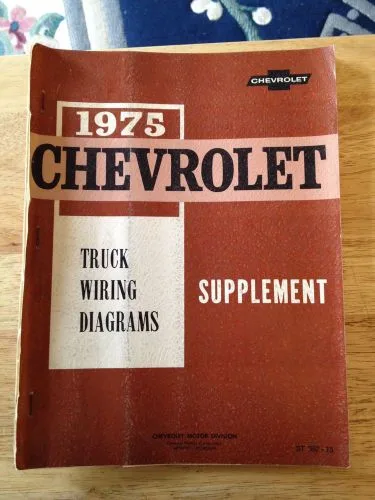 CHEVROLET
1975
CHEVROLET
TRUCK
WIRING
DIAGRAMS
SUPPLEMENT
CHEVROLET MOTOR DIVISION